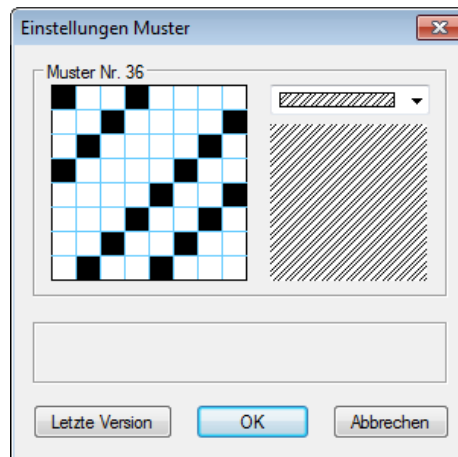 Einstellungen Muster
Muster Nr. 36
Letzte Version
OK
Abbrechen